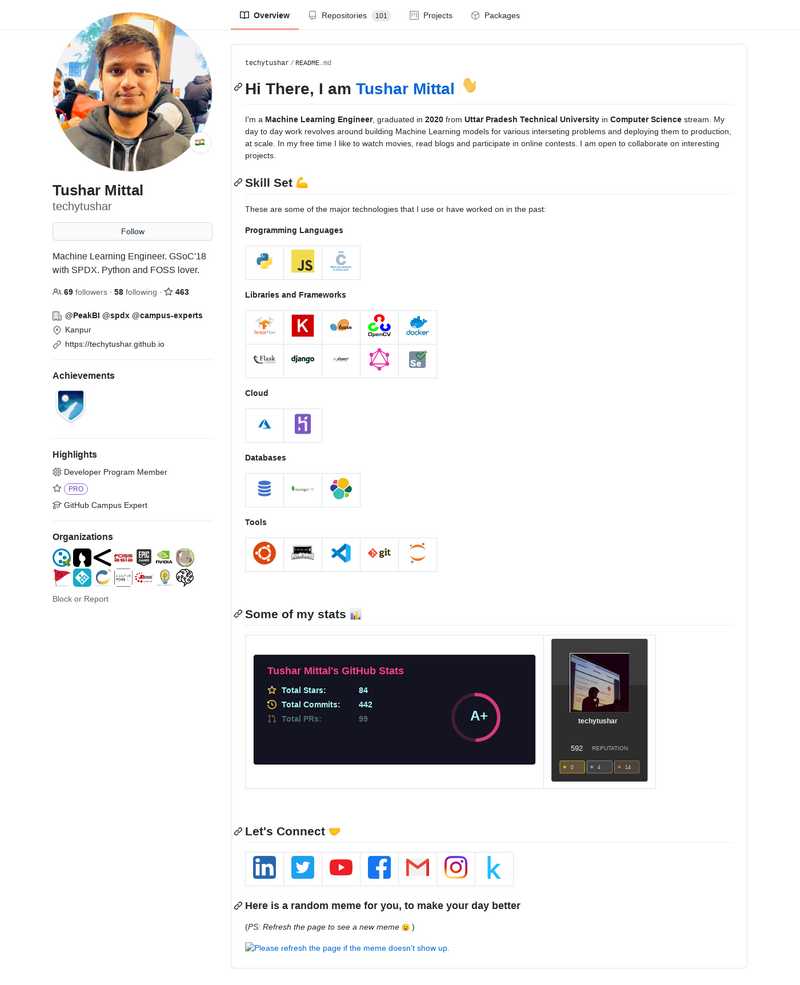 Overview
Repositories 101
Projects
Packages
Tushar Mittal
techytushar
Follow
Machine Learning Engineer. GSoC'18
with SPDX. Python and FOSS lover.
69 followers · 58 following · 463
@PeakBI @spdx @campus-experts
Kanpur
https://techytushar.github.io
Achievements
Highlights
Developer Program Member
PRO
GitHub Campus Expert
Organizations
Block or Report
techytushar / README.md
Hi There, I am Tushar Mittal
I'm a Machine Learning Engineer, graduated in 2020 from Uttar Pradesh Technical University in Computer Science stream. My
day to day work revolves around building Machine Learning models for various interseting problems and deploying them to production,
at scale. In my free time I like to watch movies, read blogs and participate in online contests. I am open to collaborate on interesting
projects.
Skill Set
These are some of the major technologies that I use or have worked on in the past:
Programming Languages
JS
C
Libraries and Frameworks
TensorFlow
K
OpenCV
docker
Flask
django
Se
Cloud
Databases
Tools
git
Some of my stats
Tushar Mittal's GitHub Stats
Total Stars: 84
Total Commits: 442
Total PRs: 99
A+
techytushar
592 REPUTATION
0 4 14
Let's Connect
in
k
Here is a random meme for you, to make your day better
(PS: Refresh the page to see a new meme )
Please refresh the page if the meme doesn't show up.